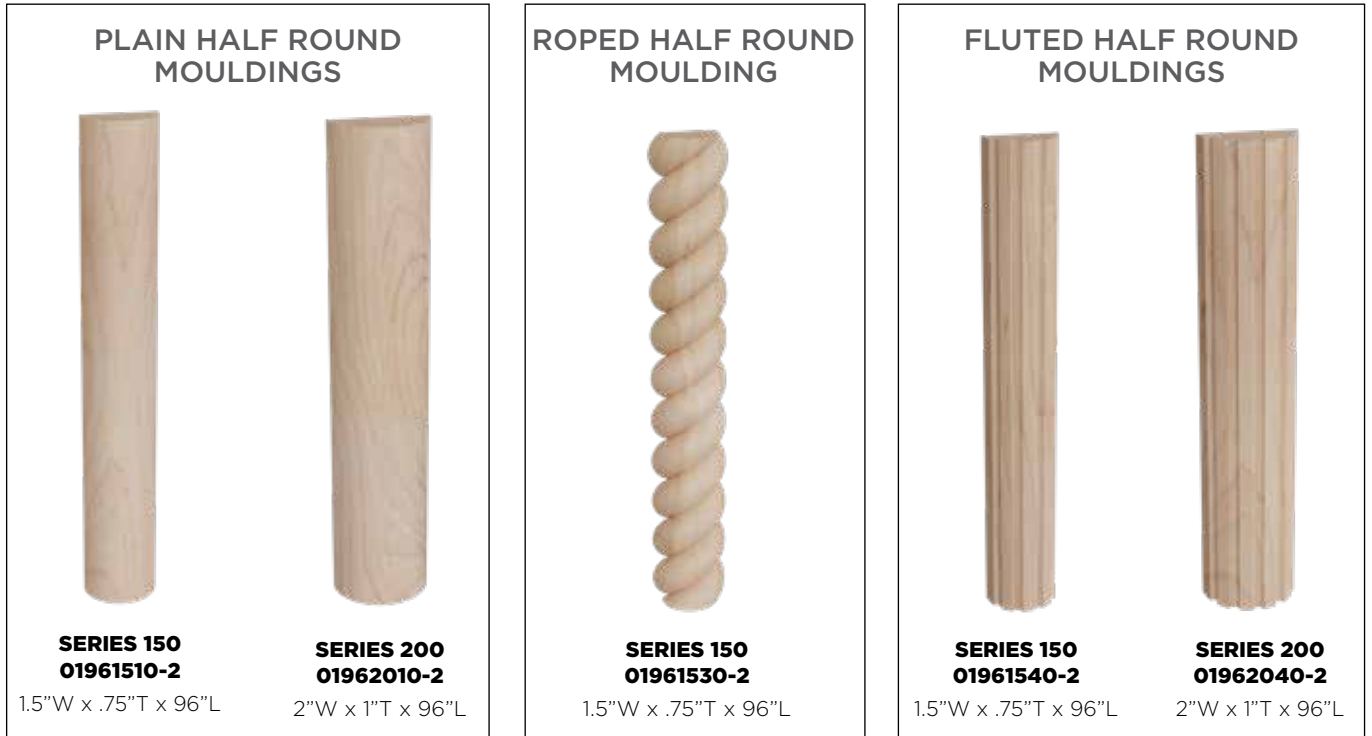 PLAIN HALF ROUND
MOULDINGS
SERIES 150
01961510-2
1.5”W x .75”T x 96”L
SERIES 200
01962010-2
2”W x 1”T x 96”L
ROPED HALF ROUND
MOULDING
SERIES 150
01961530-2
1.5”W x .75”T x 96”L
FLUTED HALF ROUND
MOULDINGS
SERIES 150
01961540-2
1.5”W x .75”T x 96”L
SERIES 200
01962040-2
2”W x 1”T x 96”L